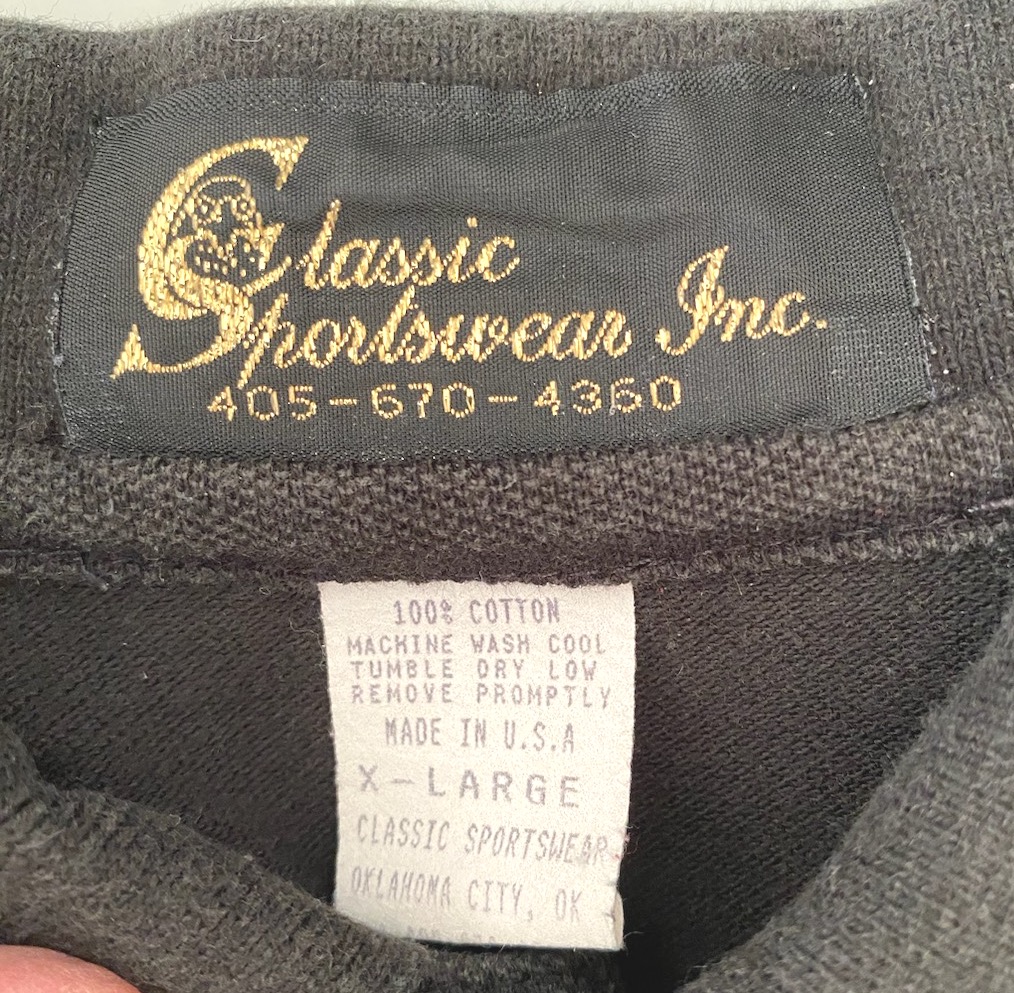 Classic
Sportswear Inc.
405-670-4360
100% COTTON
MACHINE WASH COOL
TUMBLE DRY LOW
REMOVE PROMPTLY
MADE IN U.S.A
X-LARGE
CLASSIC SPORTSWEAR
OKLAHOMA CITY, OK